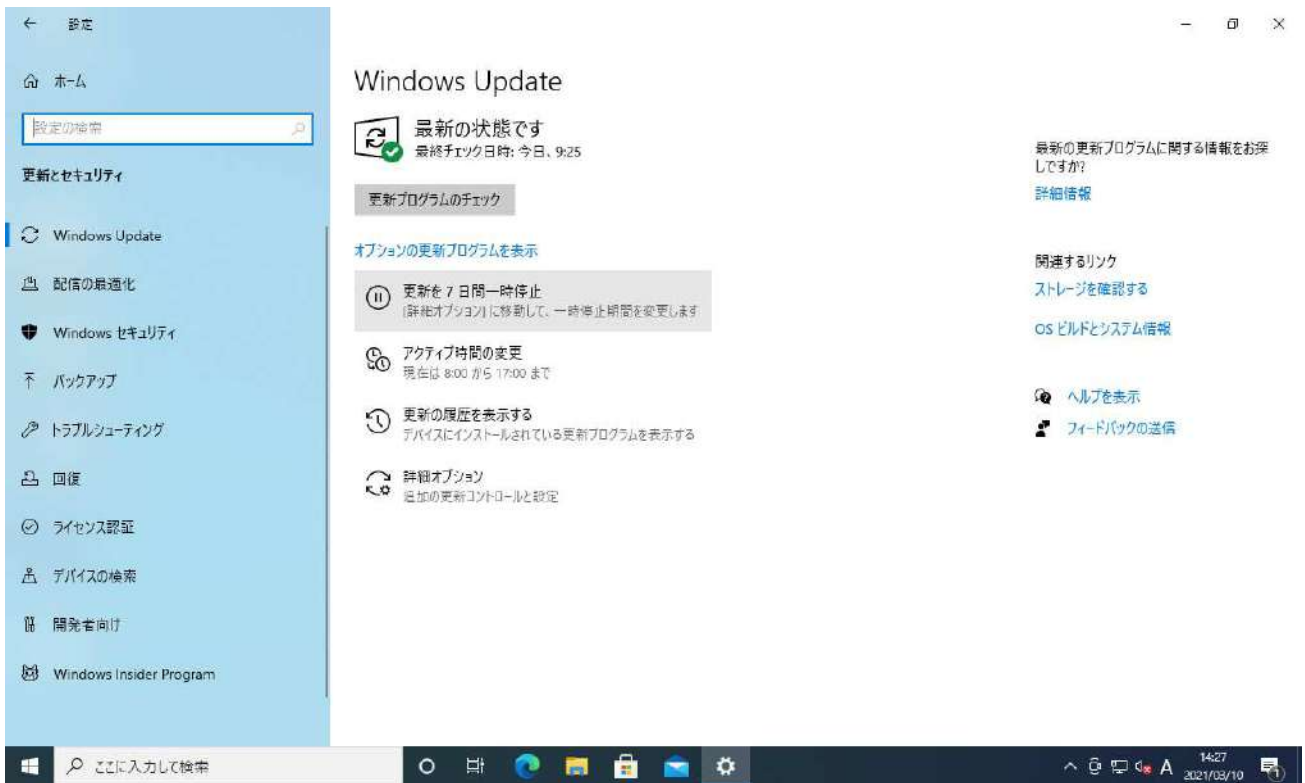 設定
ホーム
設定の検索
更新とセキュリティ
Windows Update
配信の最適化
Windows セキュリティ
バックアップ
トラブルシューティング
回復
ライセンス認証
デバイスの検索
開発者向け
Windows Insider Program
Windows Update
最新の状態です
最終チェック日時: 今日、9:25
更新プログラムのチェック
オプションの更新プログラムを表示
更新を 7 日間一時停止
[詳細オプション] に移動して、一時停止期間を変更します
アクティブ時間の変更
現在は 8:00 から 17:00 まで
更新の履歴を表示する
デバイスにインストールされている更新プログラムを表示する
詳細オプション
追加の更新コントロールと設定
最新の更新プログラムに関する情報をお探
しですか?
詳細情報
関連するリンク
ストレージを確認する
OS ビルドとシステム情報
ヘルプを表示
フィードバックの送信
ここに入力して検索
A
14:27
2021/03/10
1